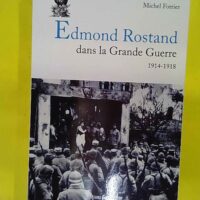 Michel Forrier
Edmond Rostand
dans la Grande Guerre
1914-1918